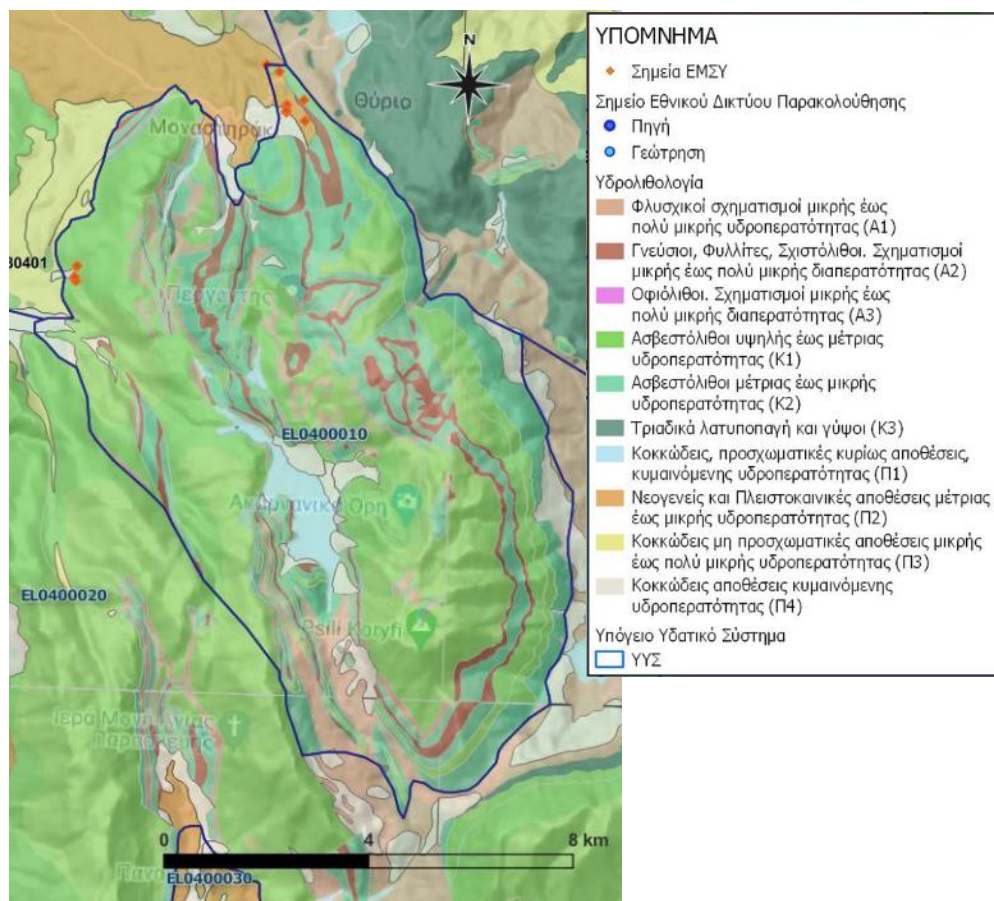 N
Θύριο
Μοναστηράκ
30401
Περγαντής
EL0400010
Ακαρνανικά Όρη
EL0400020
Psili Koryfi
Ιερά Μονή Αγίας
Παρασκευής
0 4 8 km
Πανα
EL0400030
ΥΠΟΜΝΗΜΑ
Σημεία ΕΜΣΥ
Σημείο Εθνικού Δικτύου Παρακολούθησης
Πηγή
Γεώτρηση
Υδρολιθολογία
Φλυσχικοί σχηματισμοί μικρής έως
πολύ μικρής υδροπερατότητας (Α1)
Γνεύσιοι, Φυλλίτες, Σχιστόλιθοι. Σχηματισμοί
μικρής έως πολύ μικρής διαπερατότητας (Α2)
Οφιόλιθοι. Σχηματισμοί μικρής έως
πολύ μικρής διαπερατότητας (Α3)
Ασβεστόλιθοι υψηλής έως μέτριας
υδροπερατότητας (Κ1)
Ασβεστόλιθοι μέτριας έως μικρής
υδροπερατότητας (Κ2)
Τριαδικά λατυποπαγή και γύψοι (Κ3)
Κοκκώδεις, προσχωματικές κυρίως αποθέσεις,
κυμαινόμενης υδροπερατότητας (Π1)
Νεογενείς και Πλειστοκαινικές αποθέσεις μέτριας
έως μικρής υδροπερατότητας (Π2)
Κοκκώδεις μη προσχωματικές αποθέσεις μικρής
έως πολύ μικρής υδροπερατότητας (Π3)
Κοκκώδεις αποθέσεις κυμαινόμενης
υδροπερατότητας (Π4)
Υπόγειο Υδατικό Σύστημα
ΥΥΣ